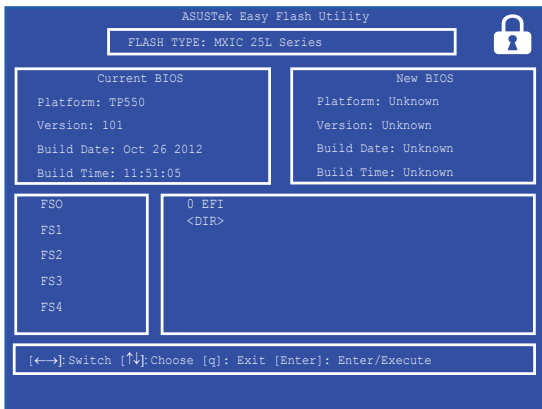 ASUSTek Easy Flash Utility
FLASH TYPE: MXIC 25L Series
Current BIOS
Platform: TP550
Version: 101
Build Date: Oct 26 2012
Build Time: 11:51:05
New BIOS
Platform: Unknown
Version: Unknown
Build Date: Unknown
Build Time: Unknown
FSO
FS1
FS2
FS3
FS4
0 EFI
<DIR>
[←→]: Switch [↑↓]: Choose [q]: Exit [Enter]: Enter/Execute